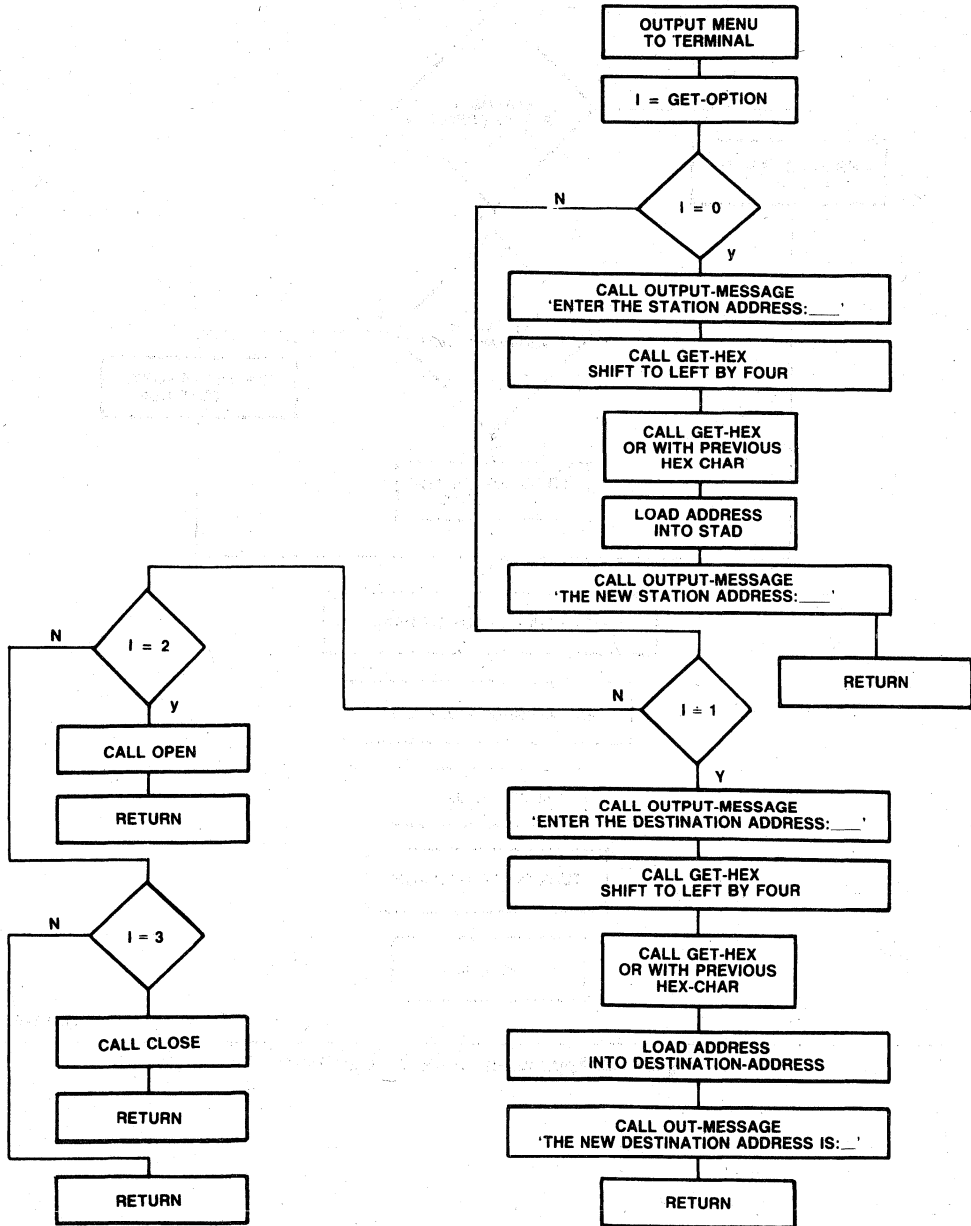 OUTPUT MENU
TO TERMINAL
I = GET-OPTION
I = 0
N
y
CALL OUTPUT-MESSAGE
'ENTER THE STATION ADDRESS:___'
CALL GET-HEX
SHIFT TO LEFT BY FOUR
CALL GET-HEX
OR WITH PREVIOUS
HEX CHAR
LOAD ADDRESS
INTO STAD
CALL OUTPUT-MESSAGE
'THE NEW STATION ADDRESS:___'
RETURN
I = 1
N
Y
CALL OUTPUT-MESSAGE
'ENTER THE DESTINATION ADDRESS:___'
CALL GET-HEX
SHIFT TO LEFT BY FOUR
CALL GET-HEX
OR WITH PREVIOUS
HEX-CHAR
LOAD ADDRESS
INTO DESTINATION-ADDRESS
CALL OUT-MESSAGE
'THE NEW DESTINATION ADDRESS IS:_'
RETURN
I = 2
N
y
CALL OPEN
RETURN
I = 3
N
CALL CLOSE
RETURN
RETURN